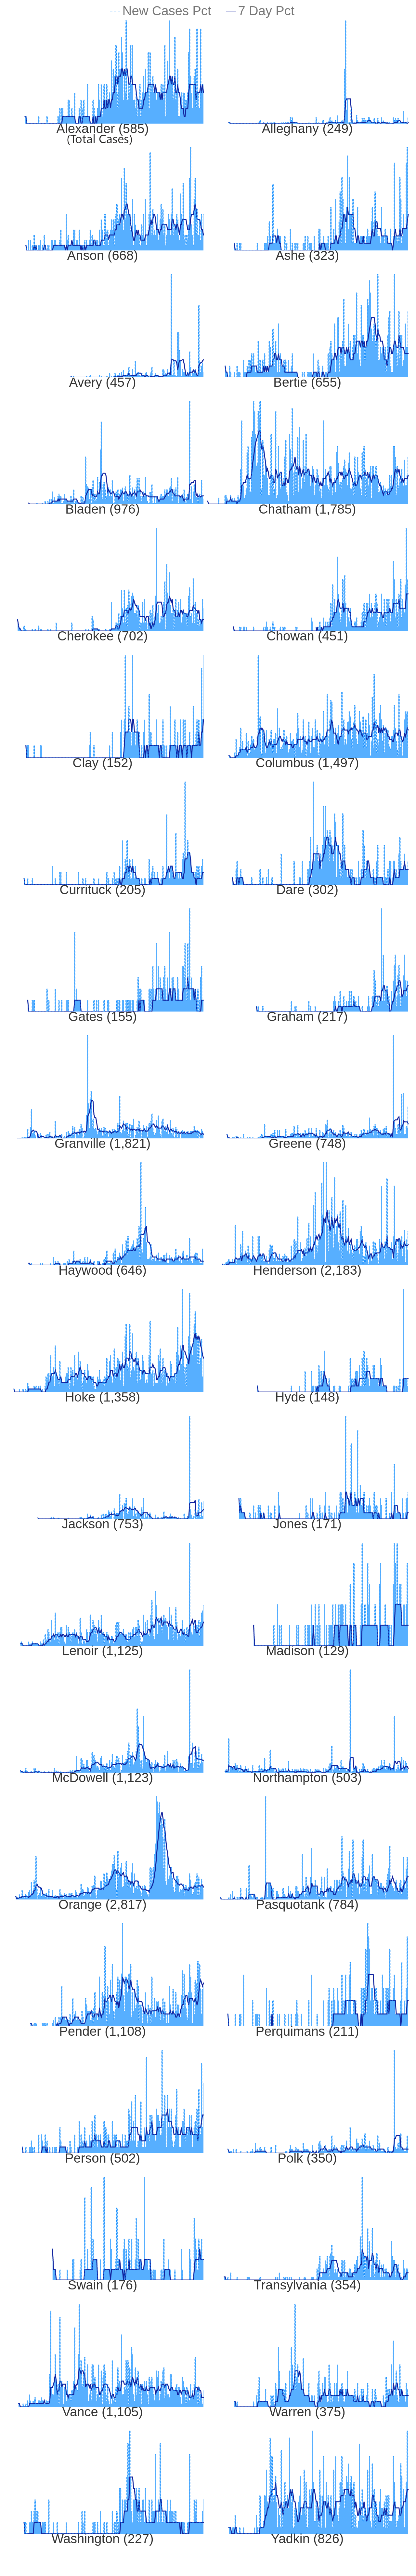 New Cases Pct 7 Day Pct
Alexander (585) Alleghany (249)
(Total Cases)
Anson (668) Ashe (323)
Avery (457) Bertie (655)
Bladen (976) Chatham (1,785)
Cherokee (702) Chowan (451)
Clay (152) Columbus (1,497)
Currituck (205) Dare (302)
Gates (155) Graham (217)
Granville (1,821) Greene (748)
Haywood (646) Henderson (2,183)
Hoke (1,358) Hyde (148)
Jackson (753) Jones (171)
Lenoir (1,125) Madison (129)
McDowell (1,123) Northampton (503)
Orange (2,817) Pasquotank (784)
Pender (1,108) Perquimans (211)
Person (502) Polk (350)
Swain (176) Transylvania (354)
Vance (1,105) Warren (375)
Washington (227) Yadkin (826)